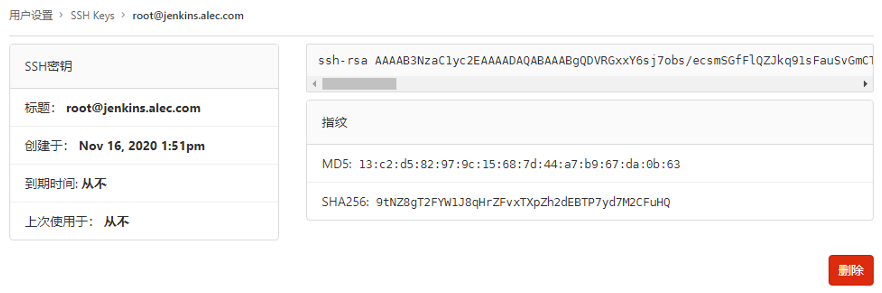 用户设置 > SSH Keys > root@jenkins.alec.com
SSH密钥
标题： root@jenkins.alec.com
创建于： Nov 16, 2020 1:51pm
到期时间: 从不
上次使用于： 从不
ssh-rsa AAAAB3NzaC1yc2EAAAADAQABAAABgQDVRGxxY6sj7obs/ecsmSGfFlQZJkq91sFauSvGmCT
指纹
MD5: 13:c2:d5:82:97:9c:15:68:7d:44:a7:b9:67:da:0b:63
SHA256: 9tNZ8gT2FYW1J8qHrZFvxTXpZh2dEBTP7yd7M2CFuHQ
删除